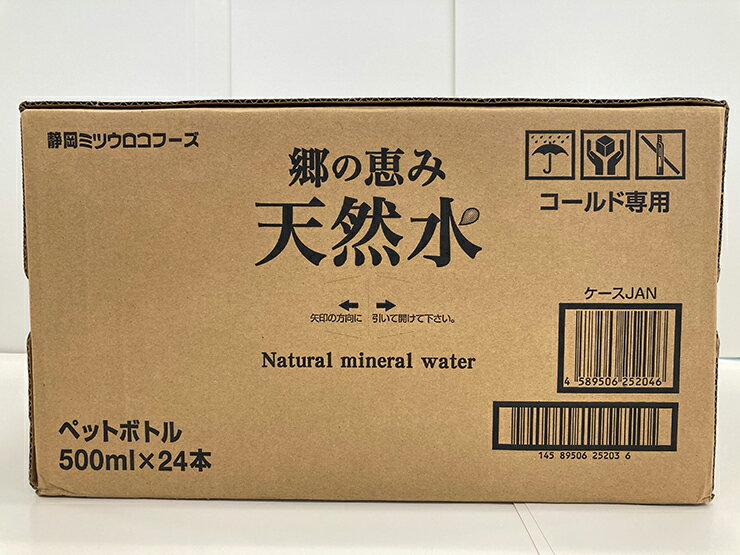 静岡ミツウロコフーズ
郷の恵み
天然水
コールド専用
矢印の方向に 引いて開けて下さい。
Natural mineral water
ケースJAN
4 589506 252046
ペットボトル
500ml×24本
145 89506 25203 6